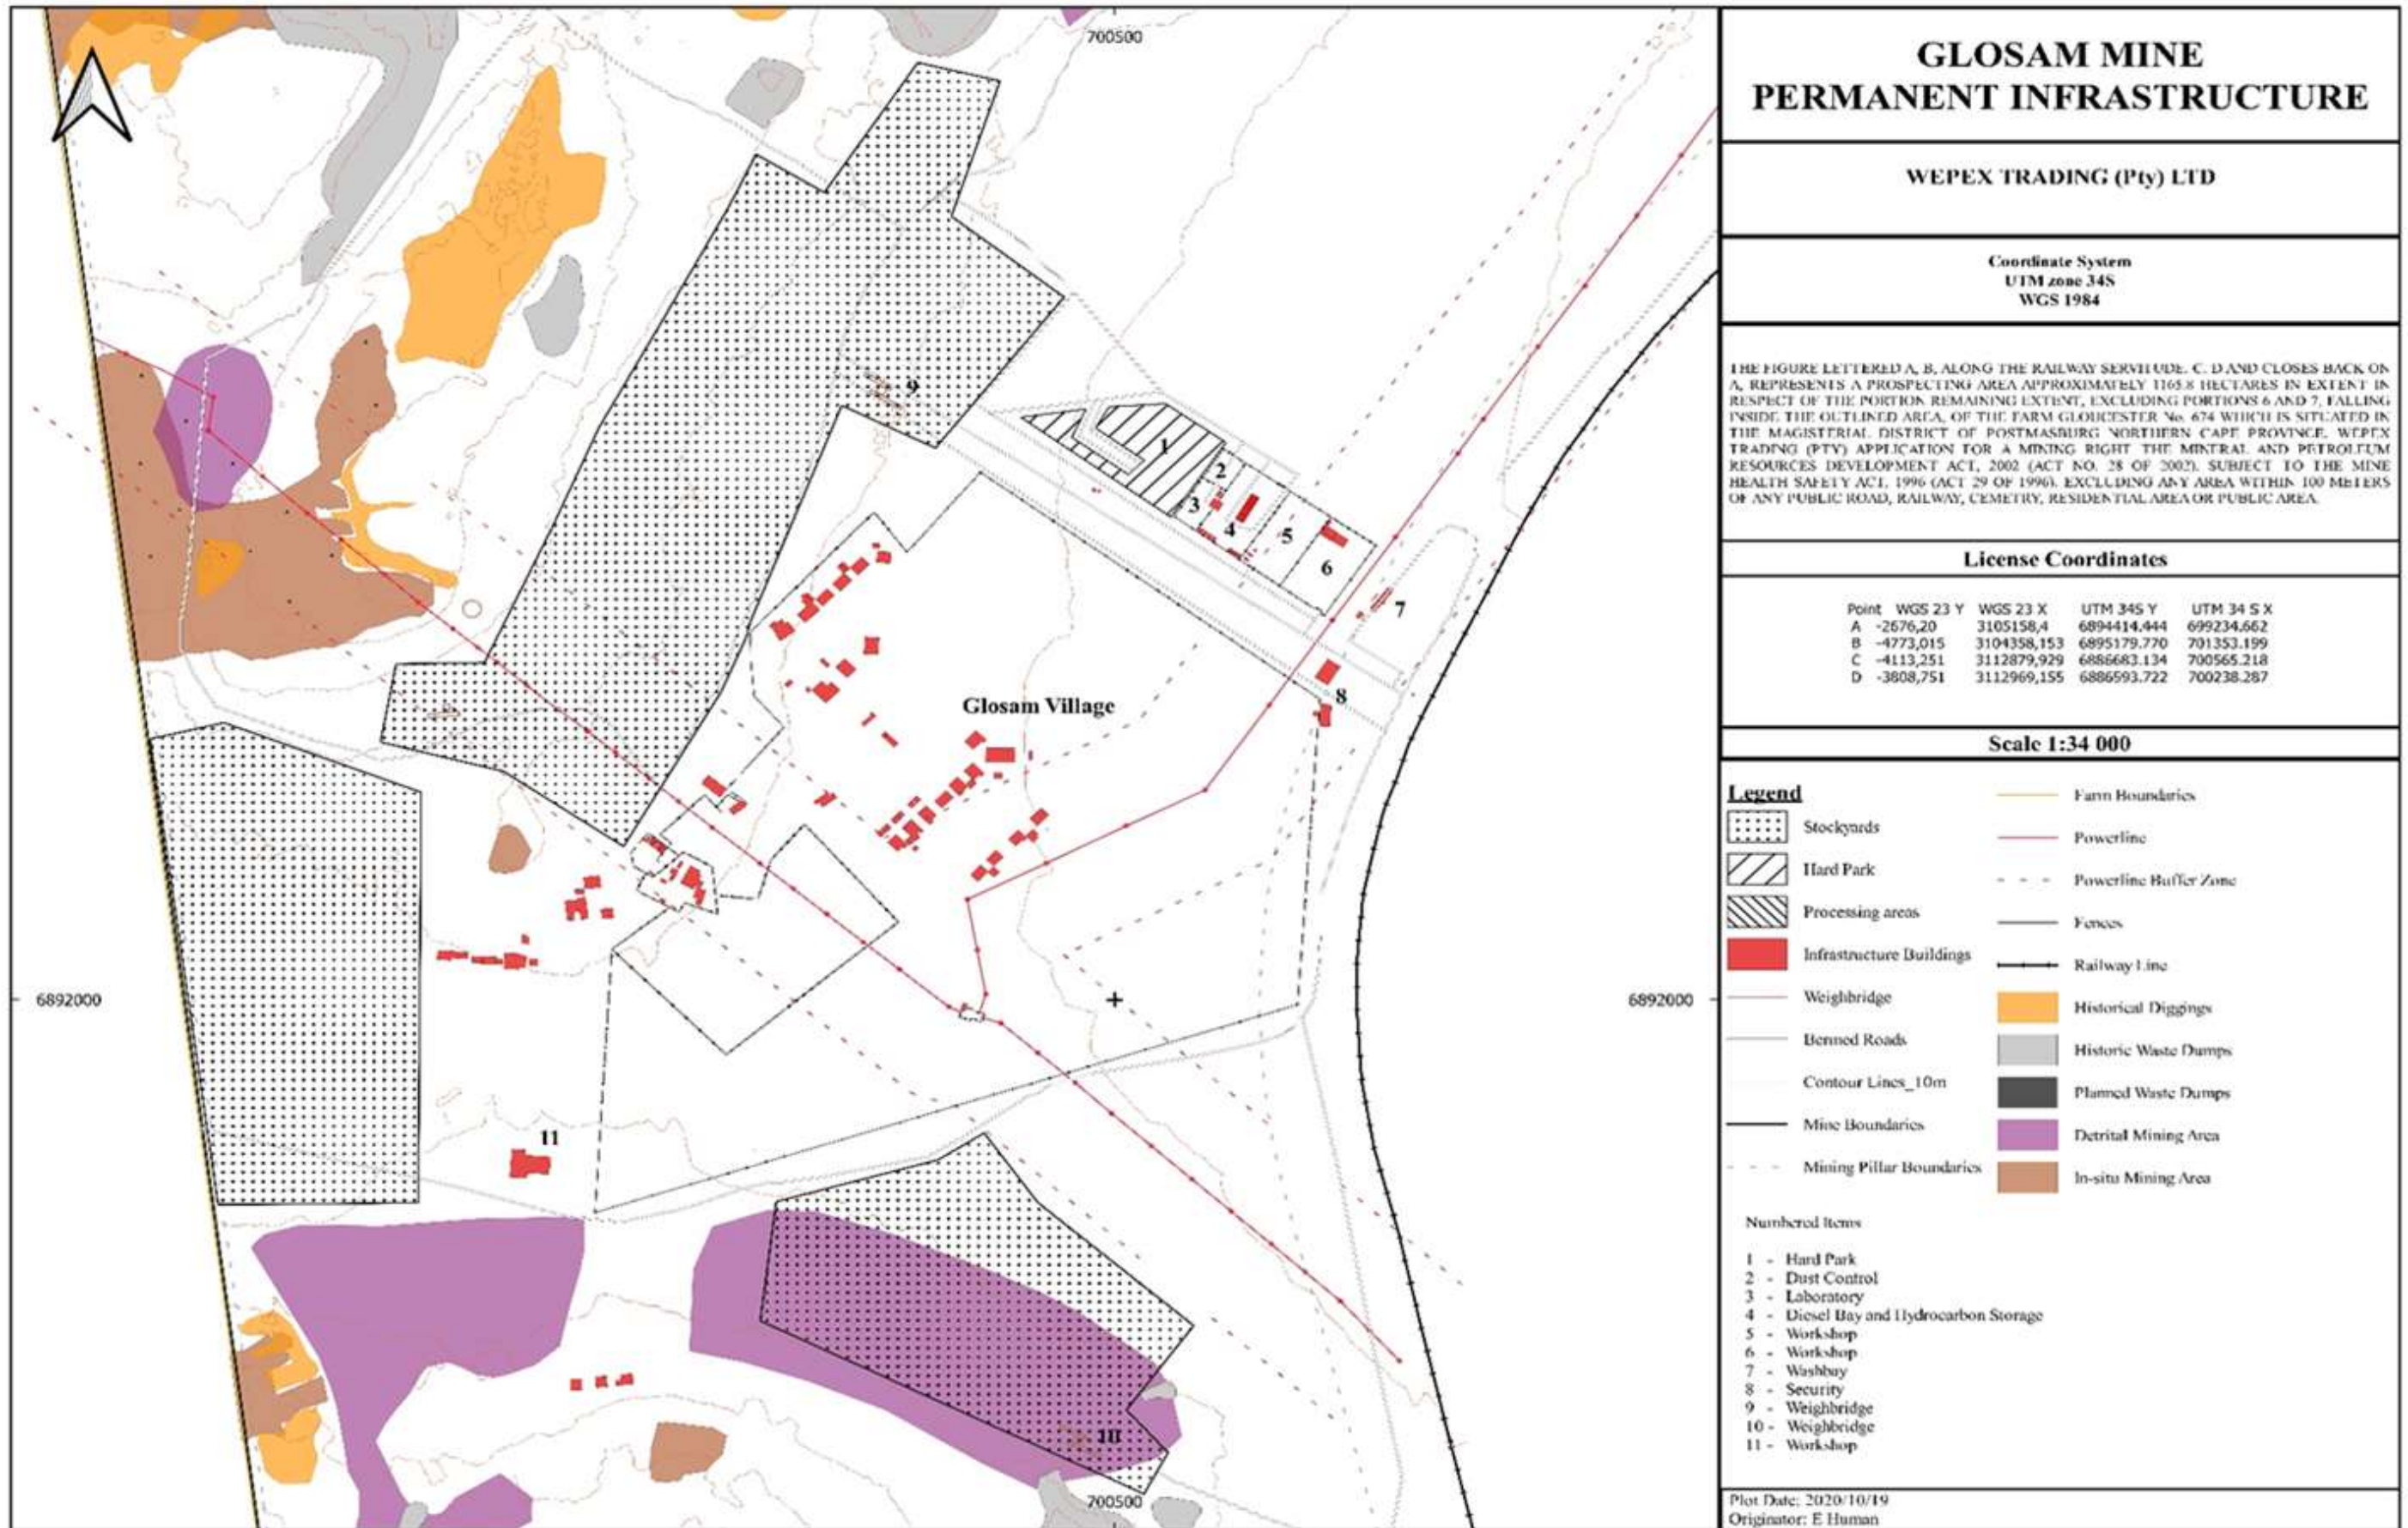 700500
9
1
2
3
4
5
6
7
8
Glosam Village
6892000
6892000
11
10
700500
GLOSAM MINE
PERMANENT INFRASTRUCTURE
WEPEX TRADING (Pty) LTD
Coordinate System
UTM zone 34S
WGS 1984
THE FIGURE LETTERED A, B, ALONG THE RAILWAY SERVITUDE, C, D AND CLOSES BACK ON
A, REPRESENTS A PROSPECTING AREA APPROXIMATELY 1165.8 HECTARES IN EXTENT IN
RESPECT OF THE PORTION REMAINING EXTENT, EXCLUDING PORTIONS 6 AND 7, FALLING
INSIDE THE OUTLINED AREA, OF THE FARM GLOUCESTER No. 674 WHICH IS SITUATED IN
THE MAGISTERIAL DISTRICT OF POSTMASBURG NORTHERN CAPE PROVINCE. WEPEX
TRADING (PTY) APPLICATION FOR A MINING RIGHT THE MINERAL AND PETROLEUM
RESOURCES DEVELOPMENT ACT, 2002 (ACT NO. 28 OF 2002). SUBJECT TO THE MINE
HEALTH SAFETY ACT, 1996 (ACT 29 OF 1996). EXCLUDING ANY AREA WITHIN 100 METERS
OF ANY PUBLIC ROAD, RAILWAY, CEMETRY, RESIDENTIAL AREA OR PUBLIC AREA.
License Coordinates
Point WGS 23 Y WGS 23 X UTM 34S Y UTM 34 S X
A -2676,20 3105158,4 6894414.444 699234.662
B -4773,015 3104358,153 6895179.770 701353.199
C -4113,251 3112879,929 6886683.134 700565.218
D -3808,751 3112969,155 6886593.722 700238.287
Scale 1:34 000
Legend
Stockyards
Hard Park
Processing areas
Infrastructure Buildings
Weighbridge
Bermed Roads
Contour Lines_10m
Mine Boundaries
Mining Pillar Boundaries
Farm Boundaries
Powerline
Powerline Buffer Zone
Fences
Railway Line
Historical Diggings
Historic Waste Dumps
Planned Waste Dumps
Detrital Mining Area
In-situ Mining Area
Numbered Items
1 - Hard Park
2 - Dust Control
3 - Laboratory
4 - Diesel Bay and Hydrocarbon Storage
5 - Workshop
6 - Workshop
7 - Washbay
8 - Security
9 - Weighbridge
10 - Weighbridge
11 - Workshop
Plot Date: 2020/10/19
Originator: E Human